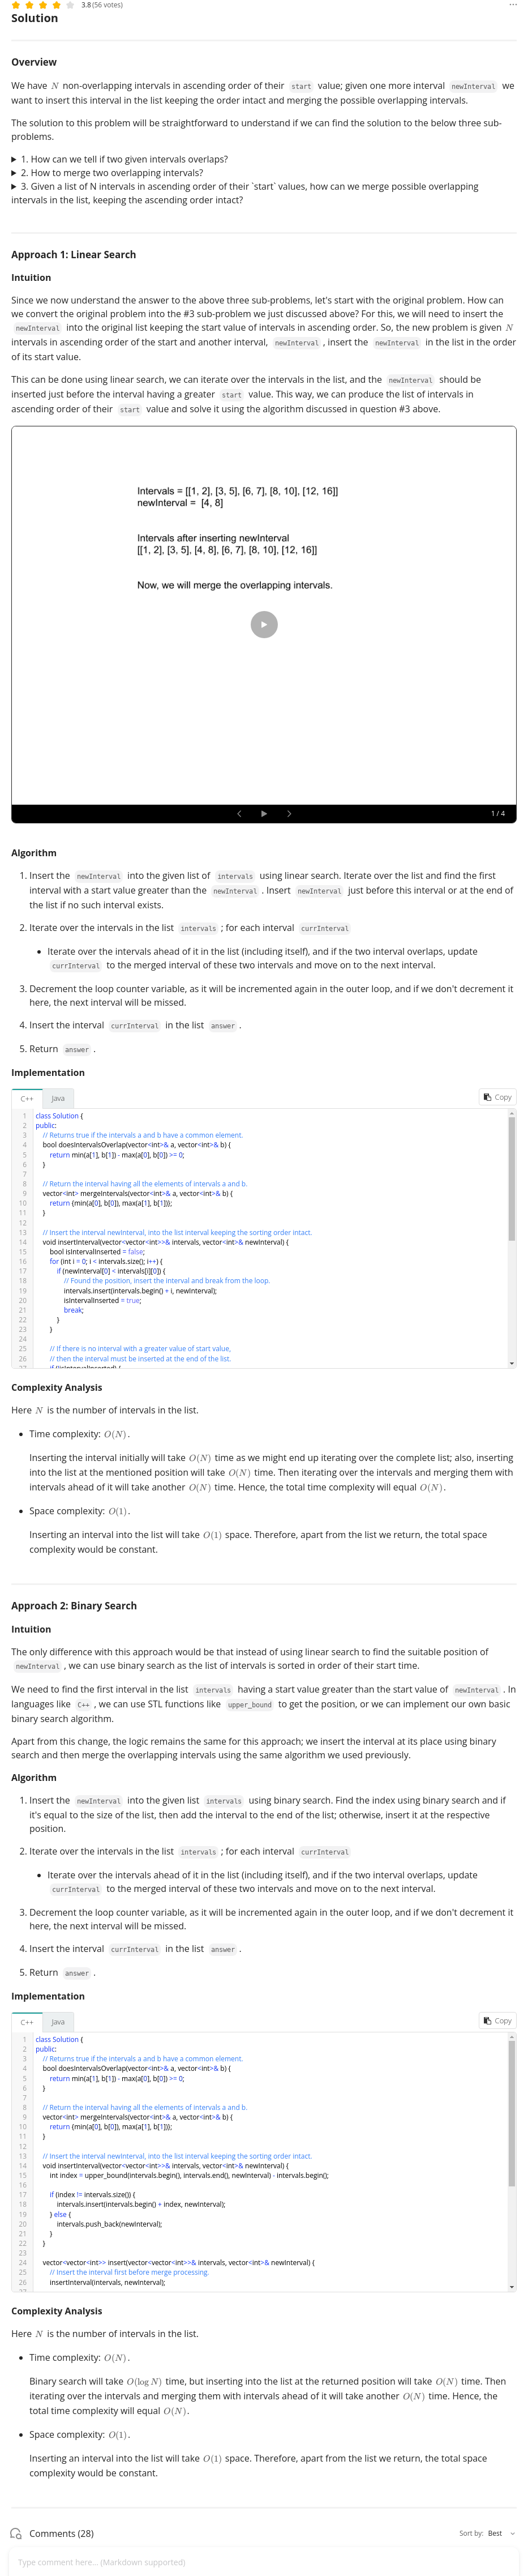 3.8 (56 votes)
Solution
Overview
We have N non-overlapping intervals in ascending order of their start value; given one more interval newInterval we
want to insert this interval in the list keeping the order intact and merging the possible overlapping intervals.
The solution to this problem will be straightforward to understand if we can find the solution to the below three sub-
problems.
1. How can we tell if two given intervals overlaps?
2. How to merge two overlapping intervals?
3. Given a list of N intervals in ascending order of their `start` values, how can we merge possible overlapping
intervals in the list, keeping the ascending order intact?
Approach 1: Linear Search
Intuition
Since we now understand the answer to the above three sub-problems, let's start with the original problem. How can
we convert the original problem into the #3 sub-problem we just discussed above? For this, we will need to insert the
newInterval into the original list keeping the start value of intervals in ascending order. So, the new problem is given N
intervals in ascending order of the start and another interval, newInterval , insert the newInterval in the list in the order
of its start value.
This can be done using linear search, we can iterate over the intervals in the list, and the newInterval should be
inserted just before the interval having a greater start value. This way, we can produce the list of intervals in
ascending order of their start value and solve it using the algorithm discussed in question #3 above.
Intervals = [[1, 2], [3, 5], [6, 7], [8, 10], [12, 16]]
newInterval = [4, 8]
Intervals after inserting newInterval
[[1, 2], [3, 5], [4, 8], [6, 7], [8, 10], [12, 16]]
Now, we will merge the overlapping intervals.
1 / 4
Algorithm
1. Insert the newInterval into the given list of intervals using linear search. Iterate over the list and find the first
interval with a start value greater than the newInterval . Insert newInterval just before this interval or at the end of
the list if no such interval exists.
2. Iterate over the intervals in the list intervals ; for each interval currInterval
• Iterate over the intervals ahead of it in the list (including itself), and if the two interval overlaps, update
currInterval to the merged interval of these two intervals and move on to the next interval.
3. Decrement the loop counter variable, as it will be incremented again in the outer loop, and if we don't decrement it
here, the next interval will be missed.
4. Insert the interval currInterval in the list answer .
5. Return answer .
Implementation
C++ Java Copy
1 class Solution {
2 public:
3 // Returns true if the intervals a and b have a common element.
4 bool doesIntervalsOverlap(vector<int>& a, vector<int>& b) {
5 return min(a[1], b[1]) - max(a[0], b[0]) >= 0;
6 }
7
8 // Return the interval having all the elements of intervals a and b.
9 vector<int> mergeIntervals(vector<int>& a, vector<int>& b) {
10 return {min(a[0], b[0]), max(a[1], b[1])};
11 }
12
13 // Insert the interval newInterval, into the list interval keeping the sorting order intact.
14 void insertInterval(vector<vector<int>>& intervals, vector<int>& newInterval) {
15 bool isIntervalInserted = false;
16 for (int i = 0; i < intervals.size(); i++) {
17 if (newInterval[0] < intervals[i][0]) {
18 // Found the position, insert the interval and break from the loop.
19 intervals.insert(intervals.begin() + i, newInterval);
20 isIntervalInserted = true;
21 break;
22 }
23 }
24
25 // If there is no interval with a greater value of start value,
26 // then the interval must be inserted at the end of the list.
27 if (!isIntervalInserted) {
Complexity Analysis
Here N is the number of intervals in the list.
• Time complexity: O(N).
Inserting the interval initially will take O(N) time as we might end up iterating over the complete list; also, inserting
into the list at the mentioned position will take O(N) time. Then iterating over the intervals and merging them with
intervals ahead of it will take another O(N) time. Hence, the total time complexity will equal O(N).
• Space complexity: O(1).
Inserting an interval into the list will take O(1) space. Therefore, apart from the list we return, the total space
complexity would be constant.
Approach 2: Binary Search
Intuition
The only difference with this approach would be that instead of using linear search to find the suitable position of
newInterval , we can use binary search as the list of intervals is sorted in order of their start time.
We need to find the first interval in the list intervals having a start value greater than the start value of newInterval . In
languages like C++ , we can use STL functions like upper_bound to get the position, or we can implement our own basic
binary search algorithm.
Apart from this change, the logic remains the same for this approach; we insert the interval at its place using binary
search and then merge the overlapping intervals using the same algorithm we used previously.
Algorithm
1. Insert the newInterval into the given list intervals using binary search. Find the index using binary search and if
it's equal to the size of the list, then add the interval to the end of the list; otherwise, insert it at the respective
position.
2. Iterate over the intervals in the list intervals ; for each interval currInterval
• Iterate over the intervals ahead of it in the list (including itself), and if the two interval overlaps, update
currInterval to the merged interval of these two intervals and move on to the next interval.
3. Decrement the loop counter variable, as it will be incremented again in the outer loop, and if we don't decrement it
here, the next interval will be missed.
4. Insert the interval currInterval in the list answer .
5. Return answer .
Implementation
C++ Java Copy
1 class Solution {
2 public:
3 // Returns true if the intervals a and b have a common element.
4 bool doesIntervalsOverlap(vector<int>& a, vector<int>& b) {
5 return min(a[1], b[1]) - max(a[0], b[0]) >= 0;
6 }
7
8 // Return the interval having all the elements of intervals a and b.
9 vector<int> mergeIntervals(vector<int>& a, vector<int>& b) {
10 return {min(a[0], b[0]), max(a[1], b[1])};
11 }
12
13 // Insert the interval newInterval, into the list interval keeping the sorting order intact.
14 void insertInterval(vector<vector<int>>& intervals, vector<int>& newInterval) {
15 int index = upper_bound(intervals.begin(), intervals.end(), newInterval) - intervals.begin();
16
17 if (index != intervals.size()) {
18 intervals.insert(intervals.begin() + index, newInterval);
19 } else {
20 intervals.push_back(newInterval);
21 }
22 }
23
24 vector<vector<int>> insert(vector<vector<int>>& intervals, vector<int>& newInterval) {
25 // Insert the interval first before merge processing.
26 insertInterval(intervals, newInterval);
27
Complexity Analysis
Here N is the number of intervals in the list.
• Time complexity: O(N).
Binary search will take O(log N) time, but inserting into the list at the returned position will take O(N) time. Then
iterating over the intervals and merging them with intervals ahead of it will take another O(N) time. Hence, the
total time complexity will equal O(N).
• Space complexity: O(1).
Inserting an interval into the list will take O(1) space. Therefore, apart from the list we return, the total space
complexity would be constant.
Comments (28) Sort by: Best
Type comment here... (Markdown supported)